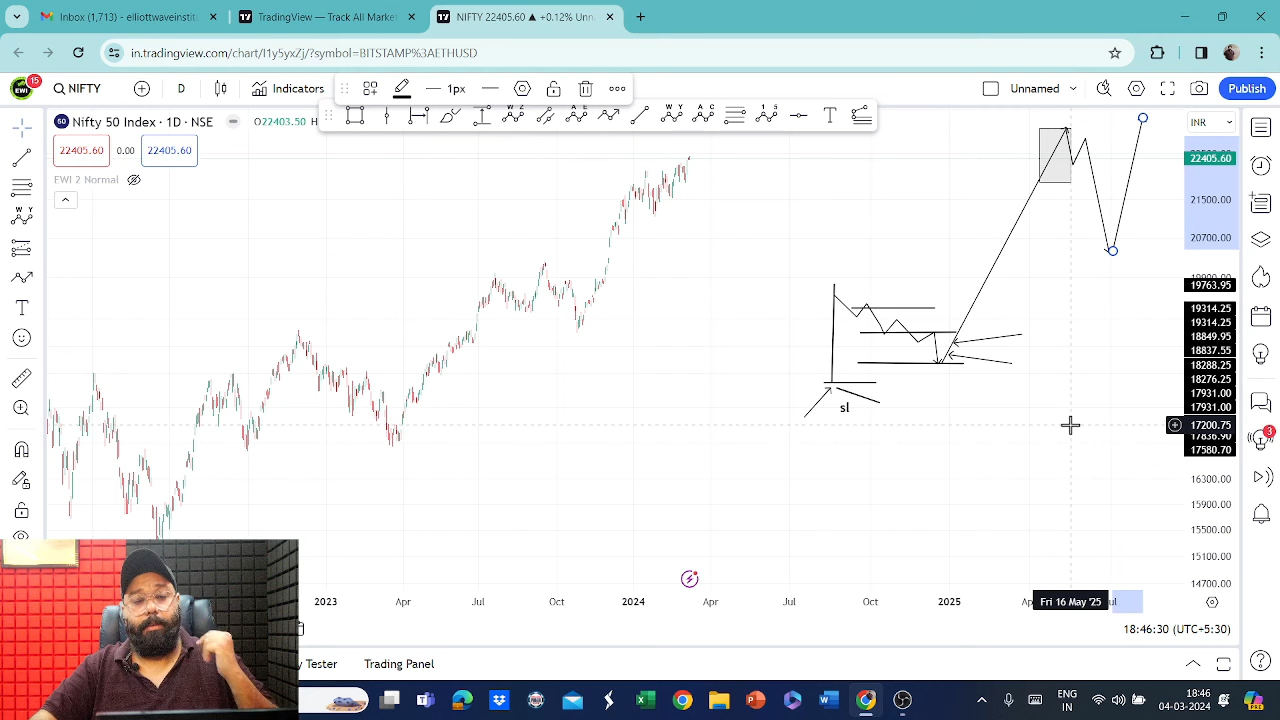 Inbox (1,713) – elliottwaveinstit
TradingView — Track All Market
NIFTY 22405.60 ▲ +0.12% Unn
in.tradingview.com/chart/I1y5yxZj/?symbol=BITSTAMP%3AETHUSD
EWI 15
NIFTY
D
Indicators
1px
Unnamed
Publish
50 Nifty 50 Index · 1D · NSE
O22403.50 H
INR
22405.60 0.00 22405.60
EWI 2 Normal
22405.60
21500.00
20700.00
19763.95
19314.25
19314.25
18849.95
18837.55
18288.25
18276.25
17931.00
17931.00
17200.75
17580.70
16300.00
15900.00
15500.00
15100.00
14700.00
sl
2023 Apr Jul Oct 2024 Apr Jul Oct 2025
Fri 16 May '25
18:46:30 (UTC+5:30)
y Tester Trading Panel
3
ENG
IN
18:46
04-03-2024